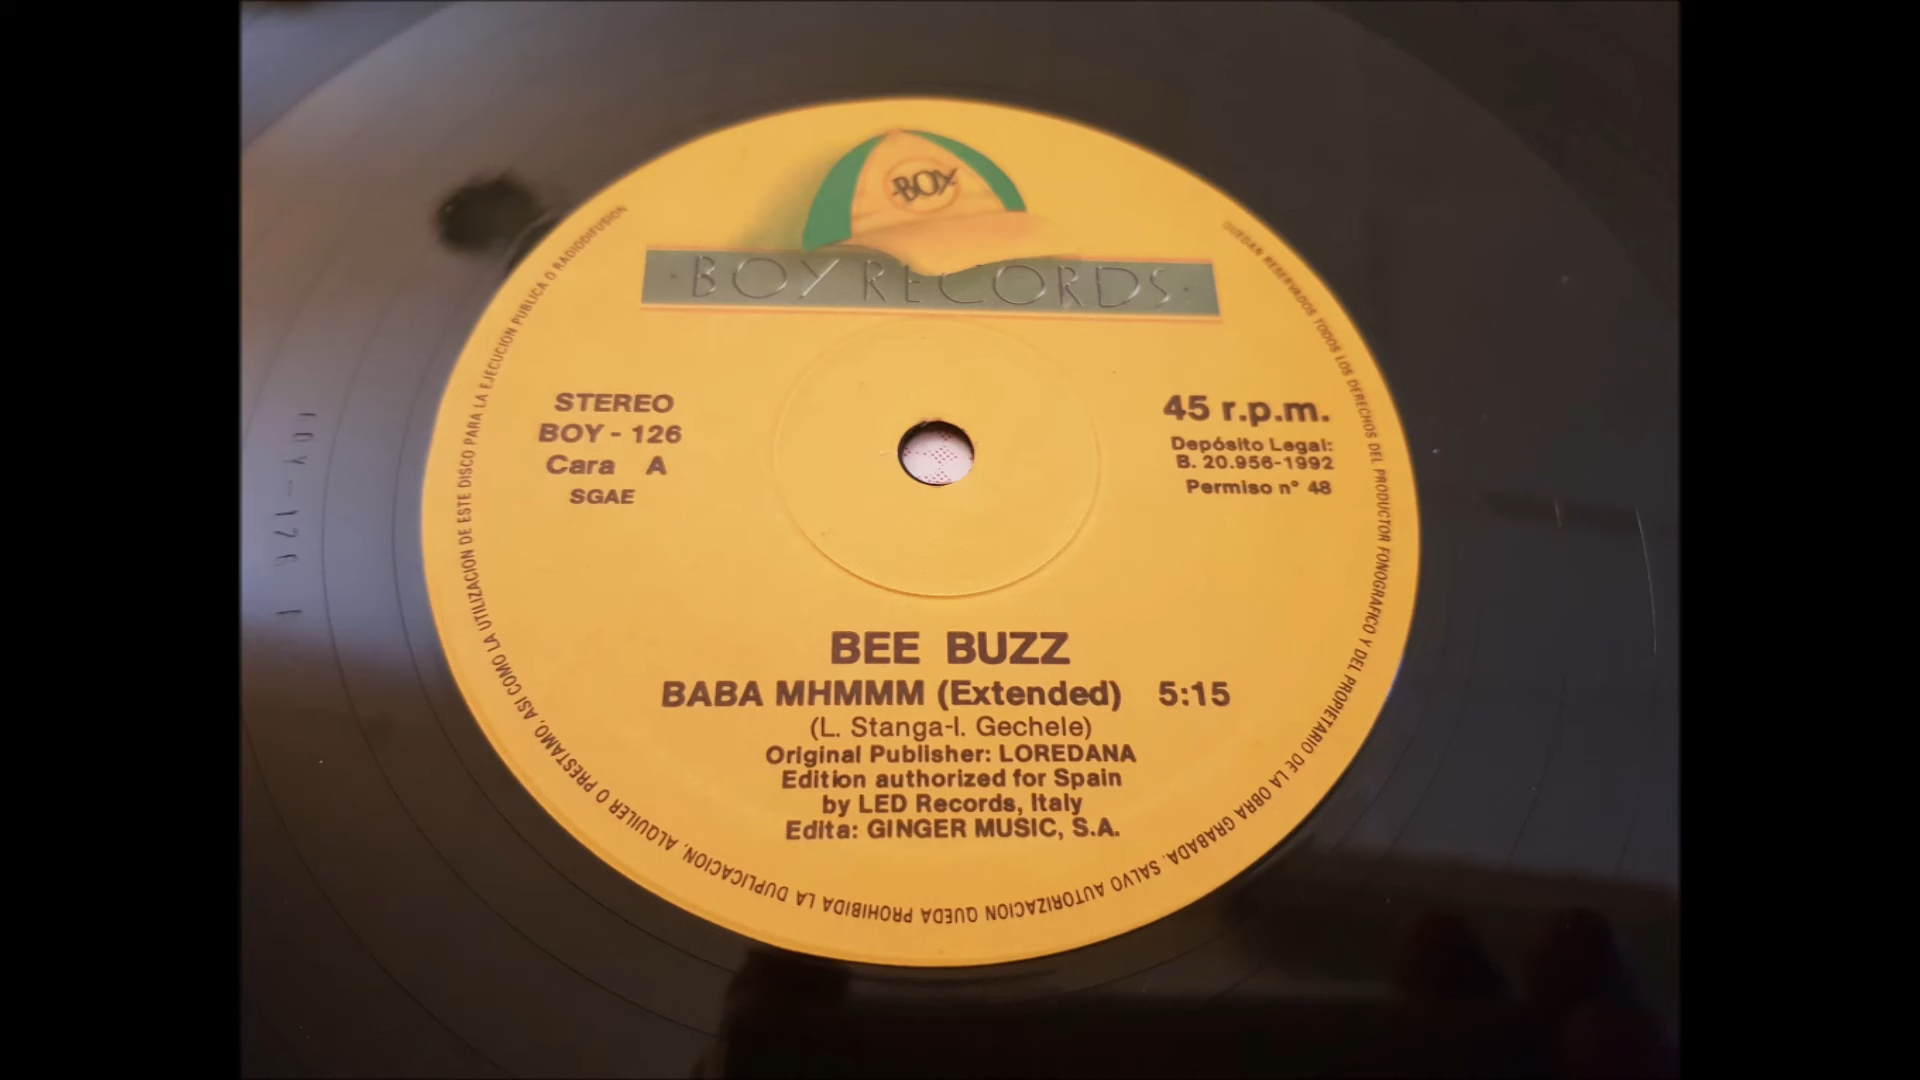 BOY
· BOY RECORDS ·
STEREO
BOY - 126
Cara A
SGAE
45 r.p.m.
Depósito Legal:
B. 20.956-1992
Permiso n° 48
BEE BUZZ
BABA MHMMM (Extended) 5:15
(L. Stanga-I. Gechele)
Original Publisher: LOREDANA
Edition authorized for Spain
by LED Records, Italy
Edita: GINGER MUSIC, S.A.
QUEDAN RESERVADOS TODOS LOS DERECHOS DEL PRODUCTOR FONOGRAFICO Y DEL PROPIETARIO DE LA OBRA GRABADA. SALVO AUTORIZACION QUEDA PROHIBIDA LA DUPLICACION, ALQUILER O PRESTAMO, ASI COMO LA UTILIZACION DE ESTE DISCO PARA LA EJECUCION PUBLICA O RADIODIFUSION